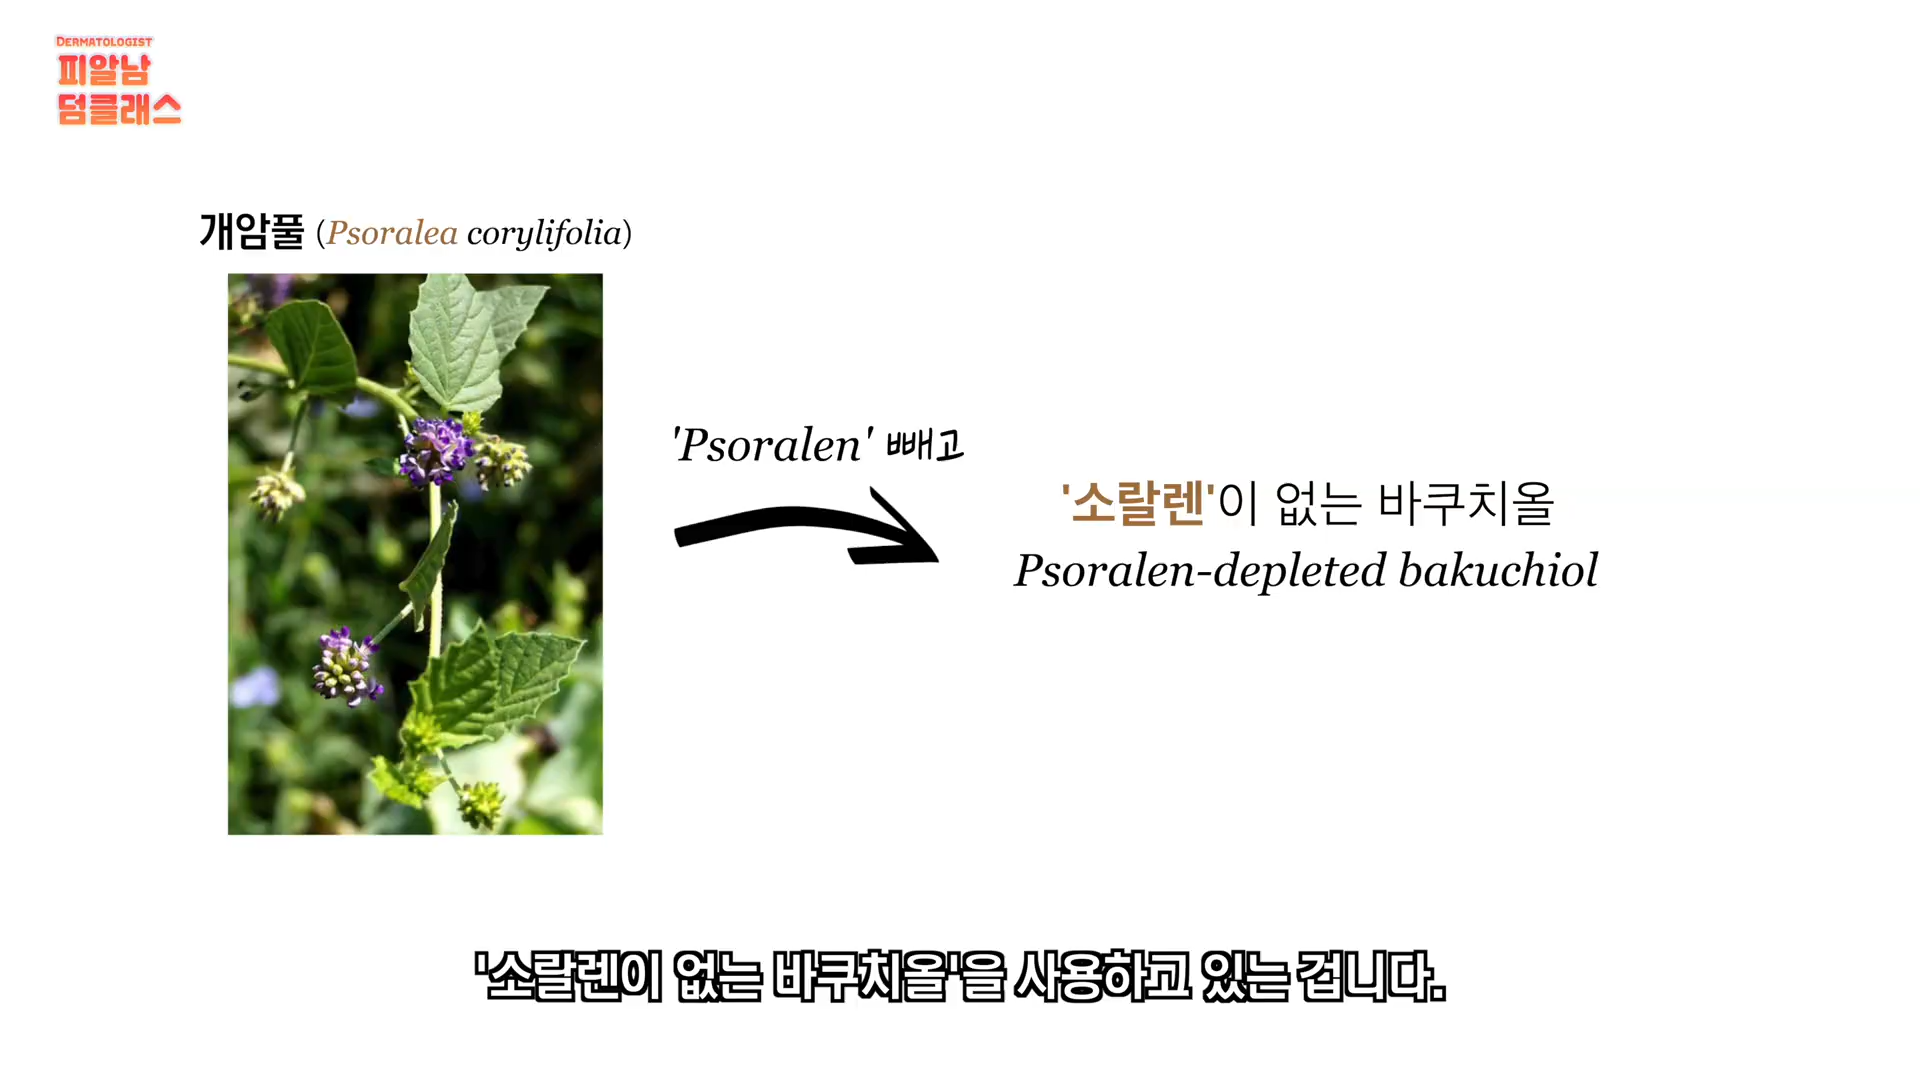 DERMATOLOGIST
피알남
덤클래스
개암풀 (Psoralea corylifolia)
'Psoralen' 빼고
'소랄렌'이 없는 바쿠치올
Psoralen-depleted bakuchiol
'소랄렌이 없는 바쿠치올'을 사용하고 있는 겁니다.